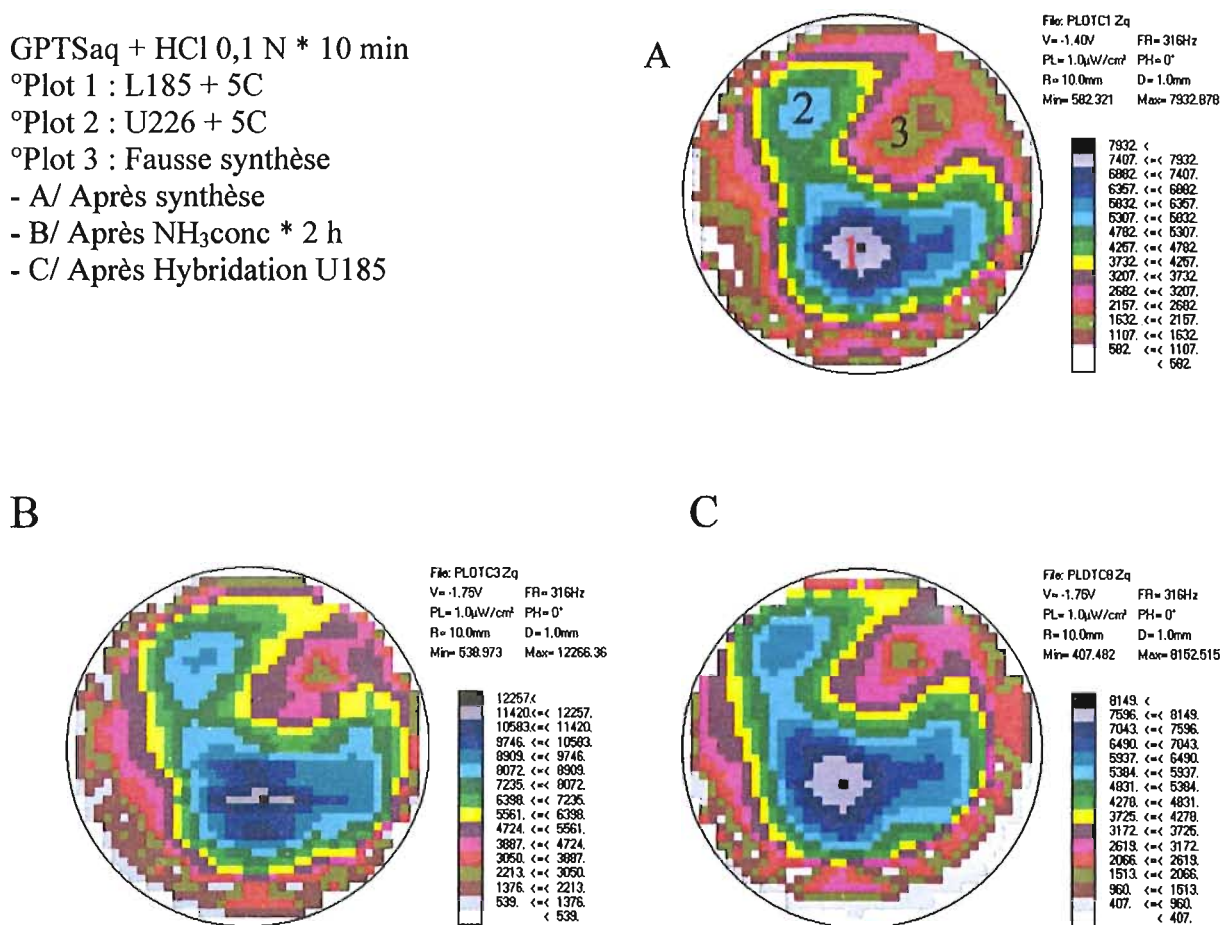 GPTSaq + HCl 0,1 N * 10 min
°Plot 1 : L185 + 5C
°Plot 2 : U226 + 5C
°Plot 3 : Fausse synthèse
- A/ Après synthèse
- B/ Après NH₃conc * 2 h
- C/ Après Hybridation U185
A
2
3
1
File: PLOTC1 Zq
V= -1.40V FR= 316Hz
PL= 1.0µW/cm² PH= 0°
R= 10.0mm D= 1.0mm
Min= 582.321 Max= 7932.878
7932. <
7407. <=< 7932.
6882. <=< 7407.
6357. <=< 6882.
5832. <=< 6357.
5307. <=< 5832.
4782. <=< 5307.
4257. <=< 4782.
3732. <=< 4257.
3207. <=< 3732.
2682. <=< 3207.
2157. <=< 2682.
1632. <=< 2157.
1107. <=< 1632.
582. <=< 1107.
< 582.
B
File: PLOTC3 Zq
V= -1.75V FR= 316Hz
PL= 1.0µW/cm² PH= 0°
R= 10.0mm D= 1.0mm
Min= 538.973 Max= 12266.36
12257.<
11420.<=< 12257.
10583.<=< 11420.
9746. <=< 10583.
8909. <=< 9746.
8072. <=< 8909.
7235. <=< 8072.
6398. <=< 7235.
5561. <=< 6398.
4724. <=< 5561.
3887. <=< 4724.
3050. <=< 3887.
2213. <=< 3050.
1376. <=< 2213.
539. <=< 1376.
< 539.
C
File: PLOTC8 Zq
V= -1.76V FR= 316Hz
PL= 1.0µW/cm² PH= 0°
R= 10.0mm D= 1.0mm
Min= 407.482 Max= 8152.515
8149. <
7596. <=< 8149.
7043. <=< 7596.
6490. <=< 7043.
5937. <=< 6490.
5384. <=< 5937.
4831. <=< 5384.
4278. <=< 4831.
3725. <=< 4278.
3172. <=< 3725.
2619. <=< 3172.
2066. <=< 2619.
1513. <=< 2066.
960. <=< 1513.
407. <=< 960.
< 407.